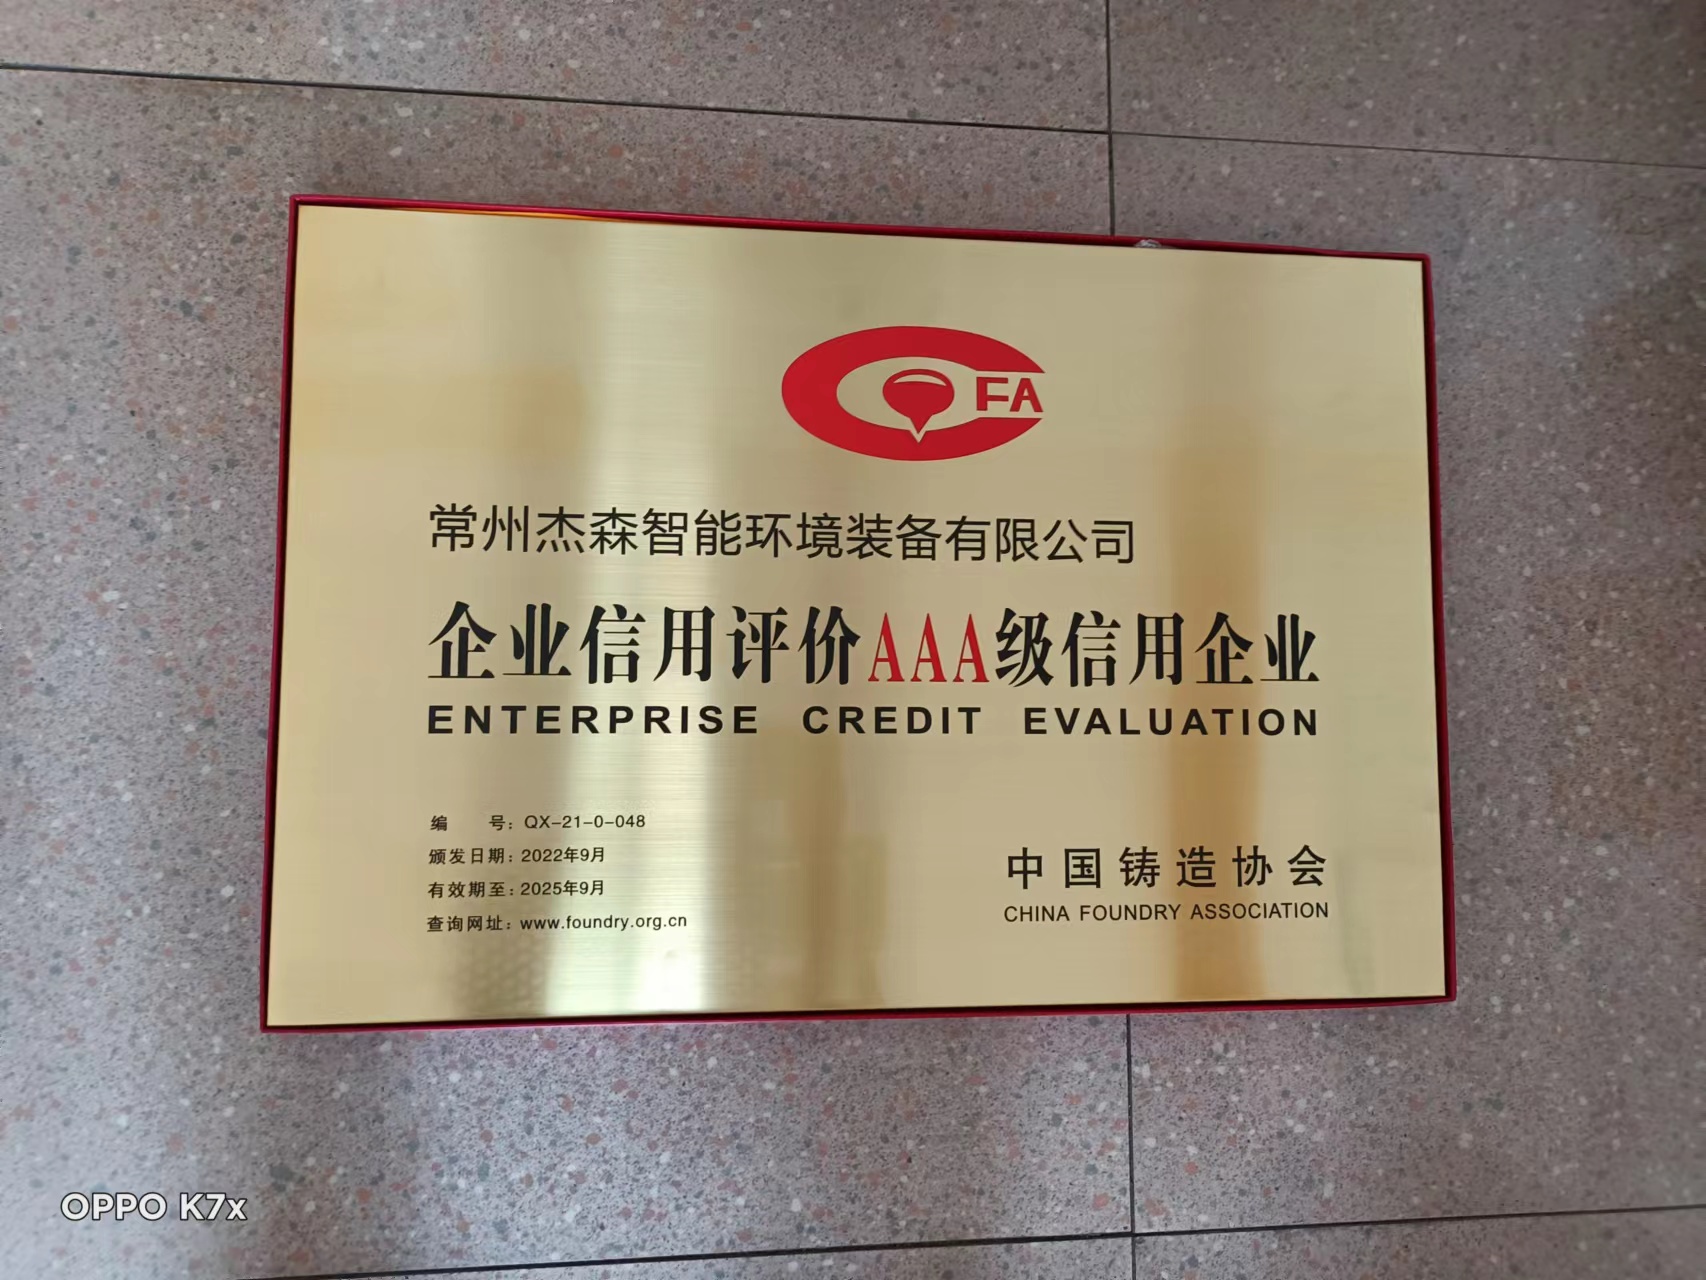 FA
常州杰森智能环境装备有限公司
企业信用评价AAA级信用企业
ENTERPRISE CREDIT EVALUATION
编 号：QX-21-0-048
颁发日期：2022年9月
有效期至：2025年9月
查询网址：www.foundry.org.cn
中国铸造协会
CHINA FOUNDRY ASSOCIATION
OPPO K7x